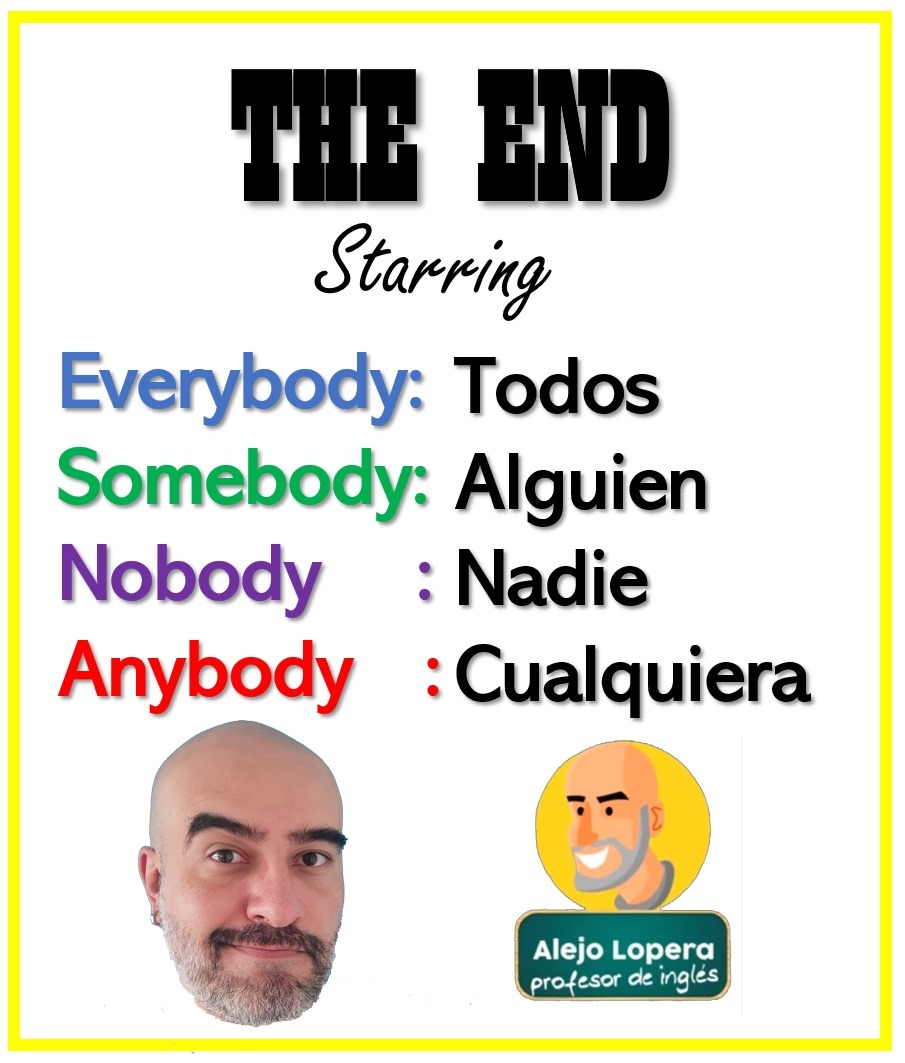 THE END
Starring
Everybody: Todos
Somebody: Alguien
Nobody : Nadie
Anybody : Cualquiera
Alejo Lopera
profesor de inglés